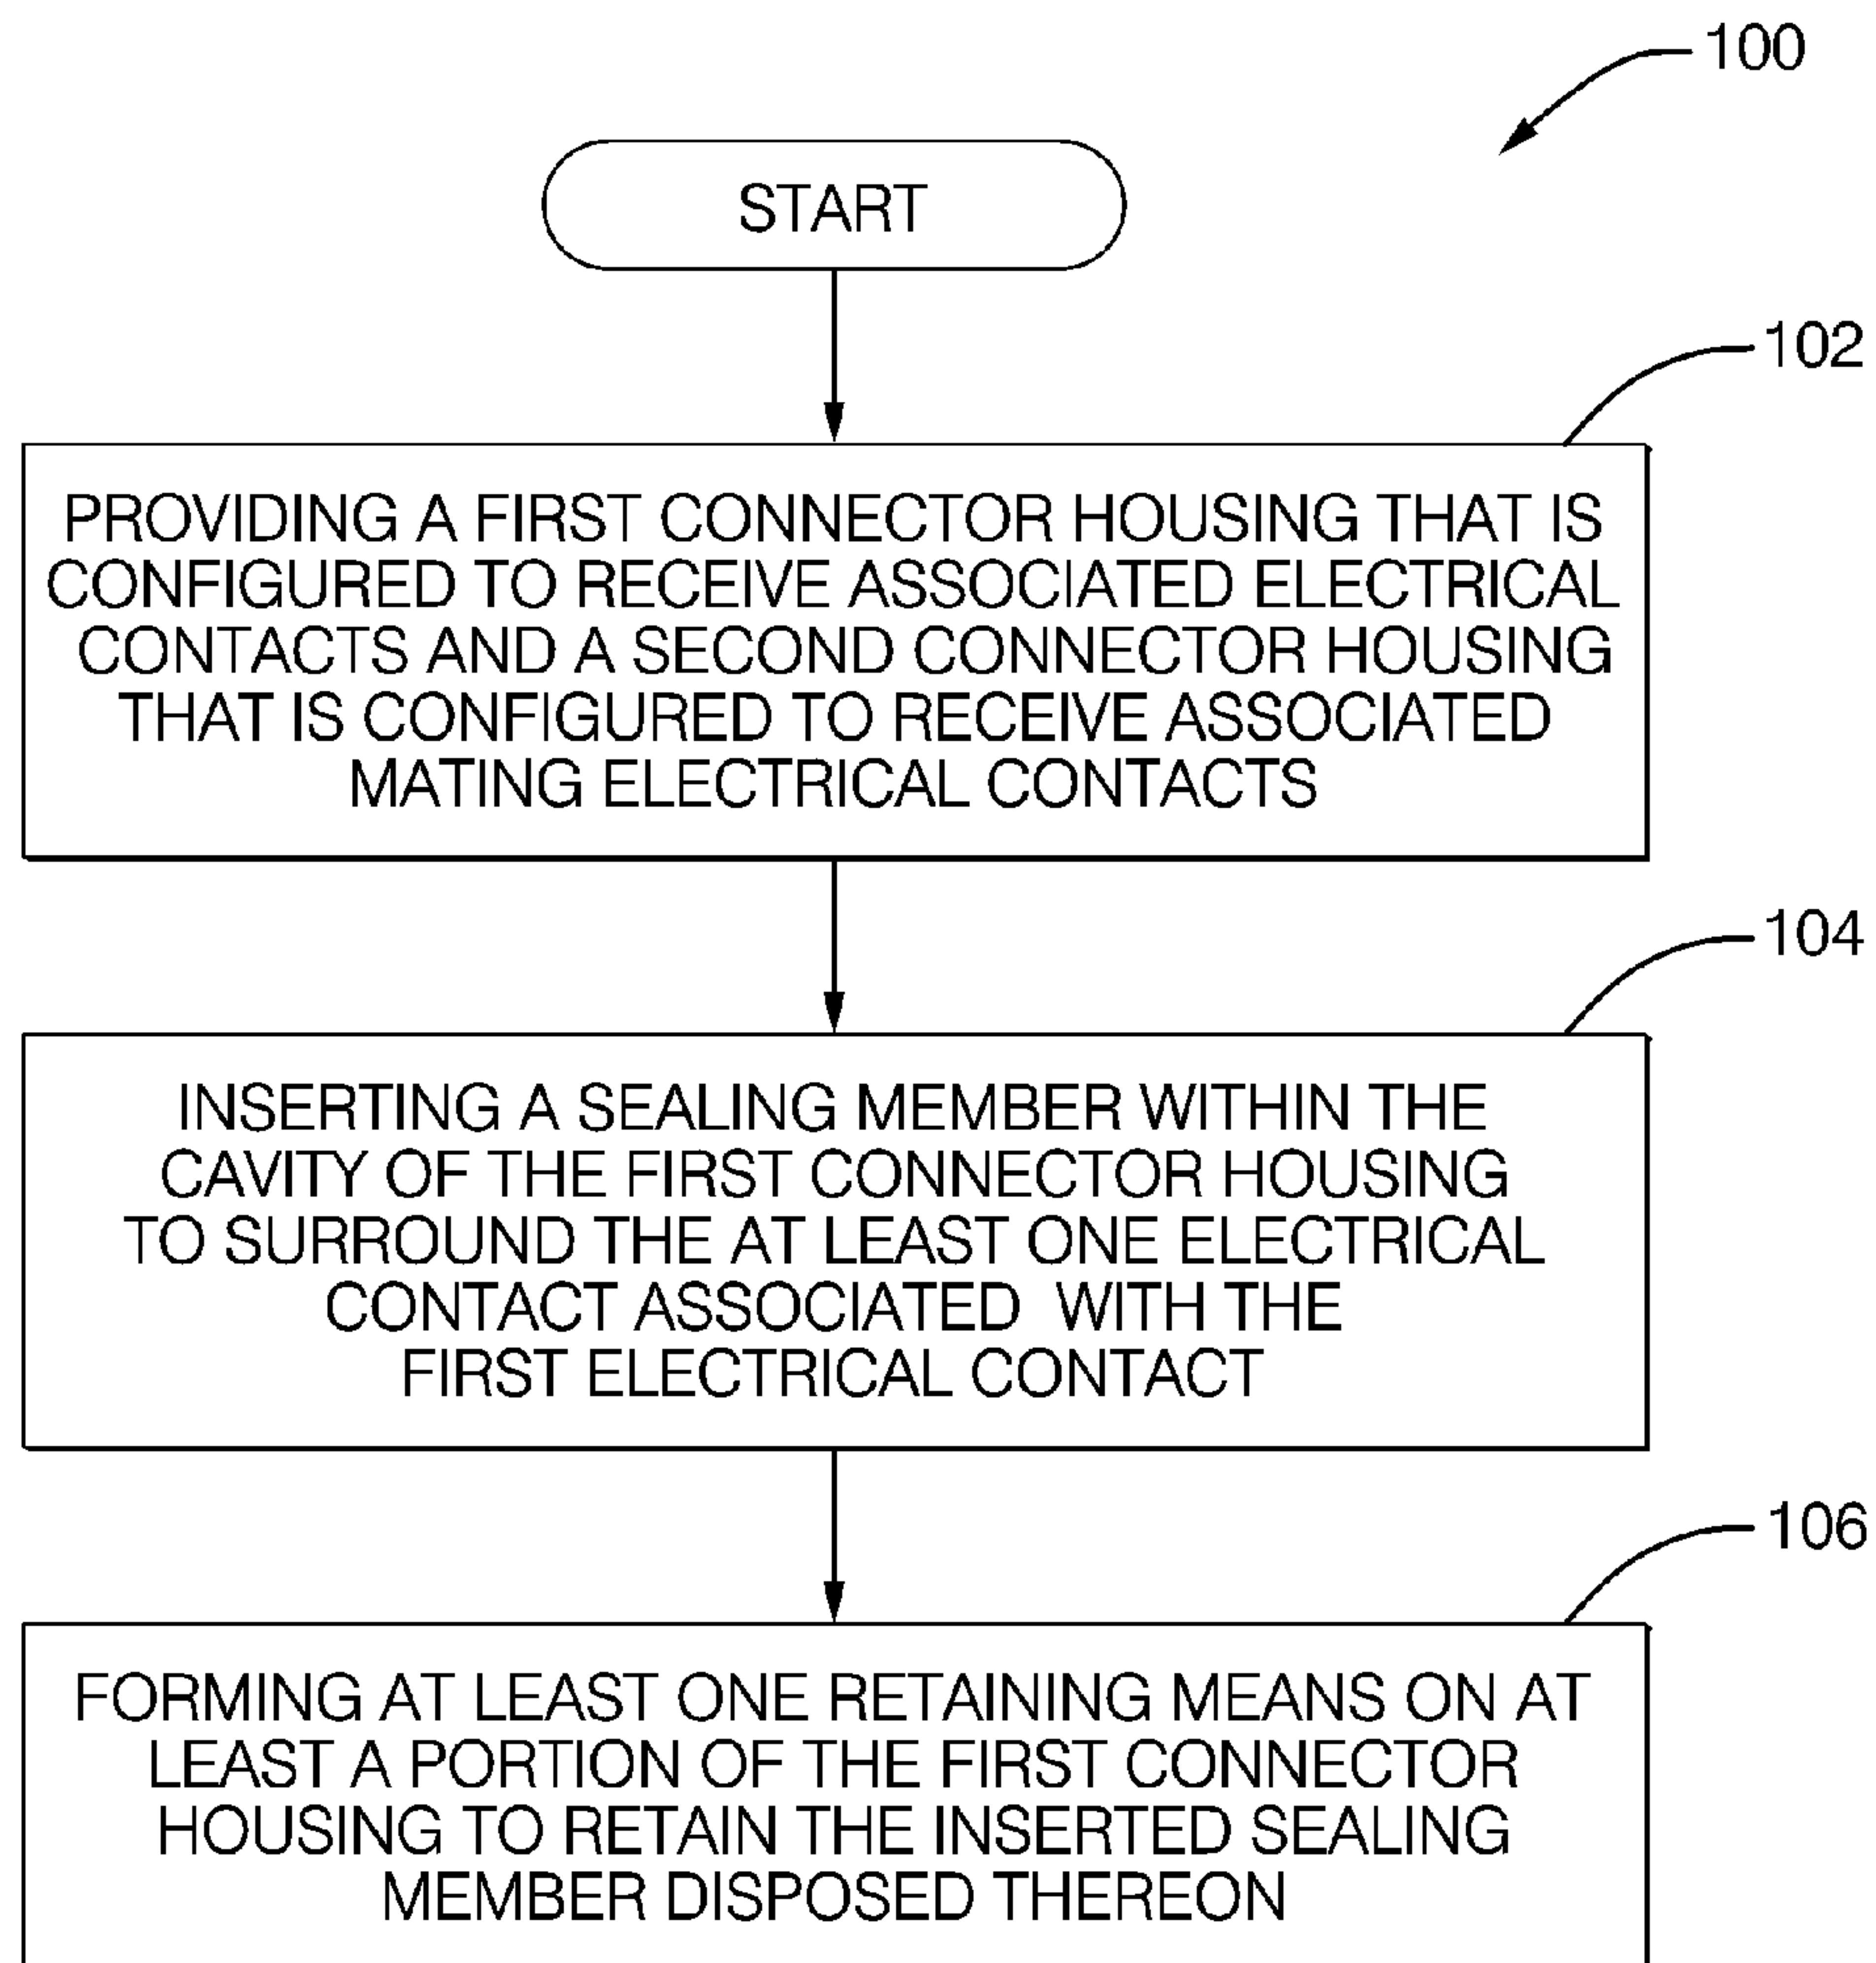 100
START
102
PROVIDING A FIRST CONNECTOR HOUSING THAT IS
CONFIGURED TO RECEIVE ASSOCIATED ELECTRICAL
CONTACTS AND A SECOND CONNECTOR HOUSING
THAT IS CONFIGURED TO RECEIVE ASSOCIATED
MATING ELECTRICAL CONTACTS
104
INSERTING A SEALING MEMBER WITHIN THE
CAVITY OF THE FIRST CONNECTOR HOUSING
TO SURROUND THE AT LEAST ONE ELECTRICAL
CONTACT ASSOCIATED WITH THE
FIRST ELECTRICAL CONTACT
106
FORMING AT LEAST ONE RETAINING MEANS ON AT
LEAST A PORTION OF THE FIRST CONNECTOR
HOUSING TO RETAIN THE INSERTED SEALING
MEMBER DISPOSED THEREON